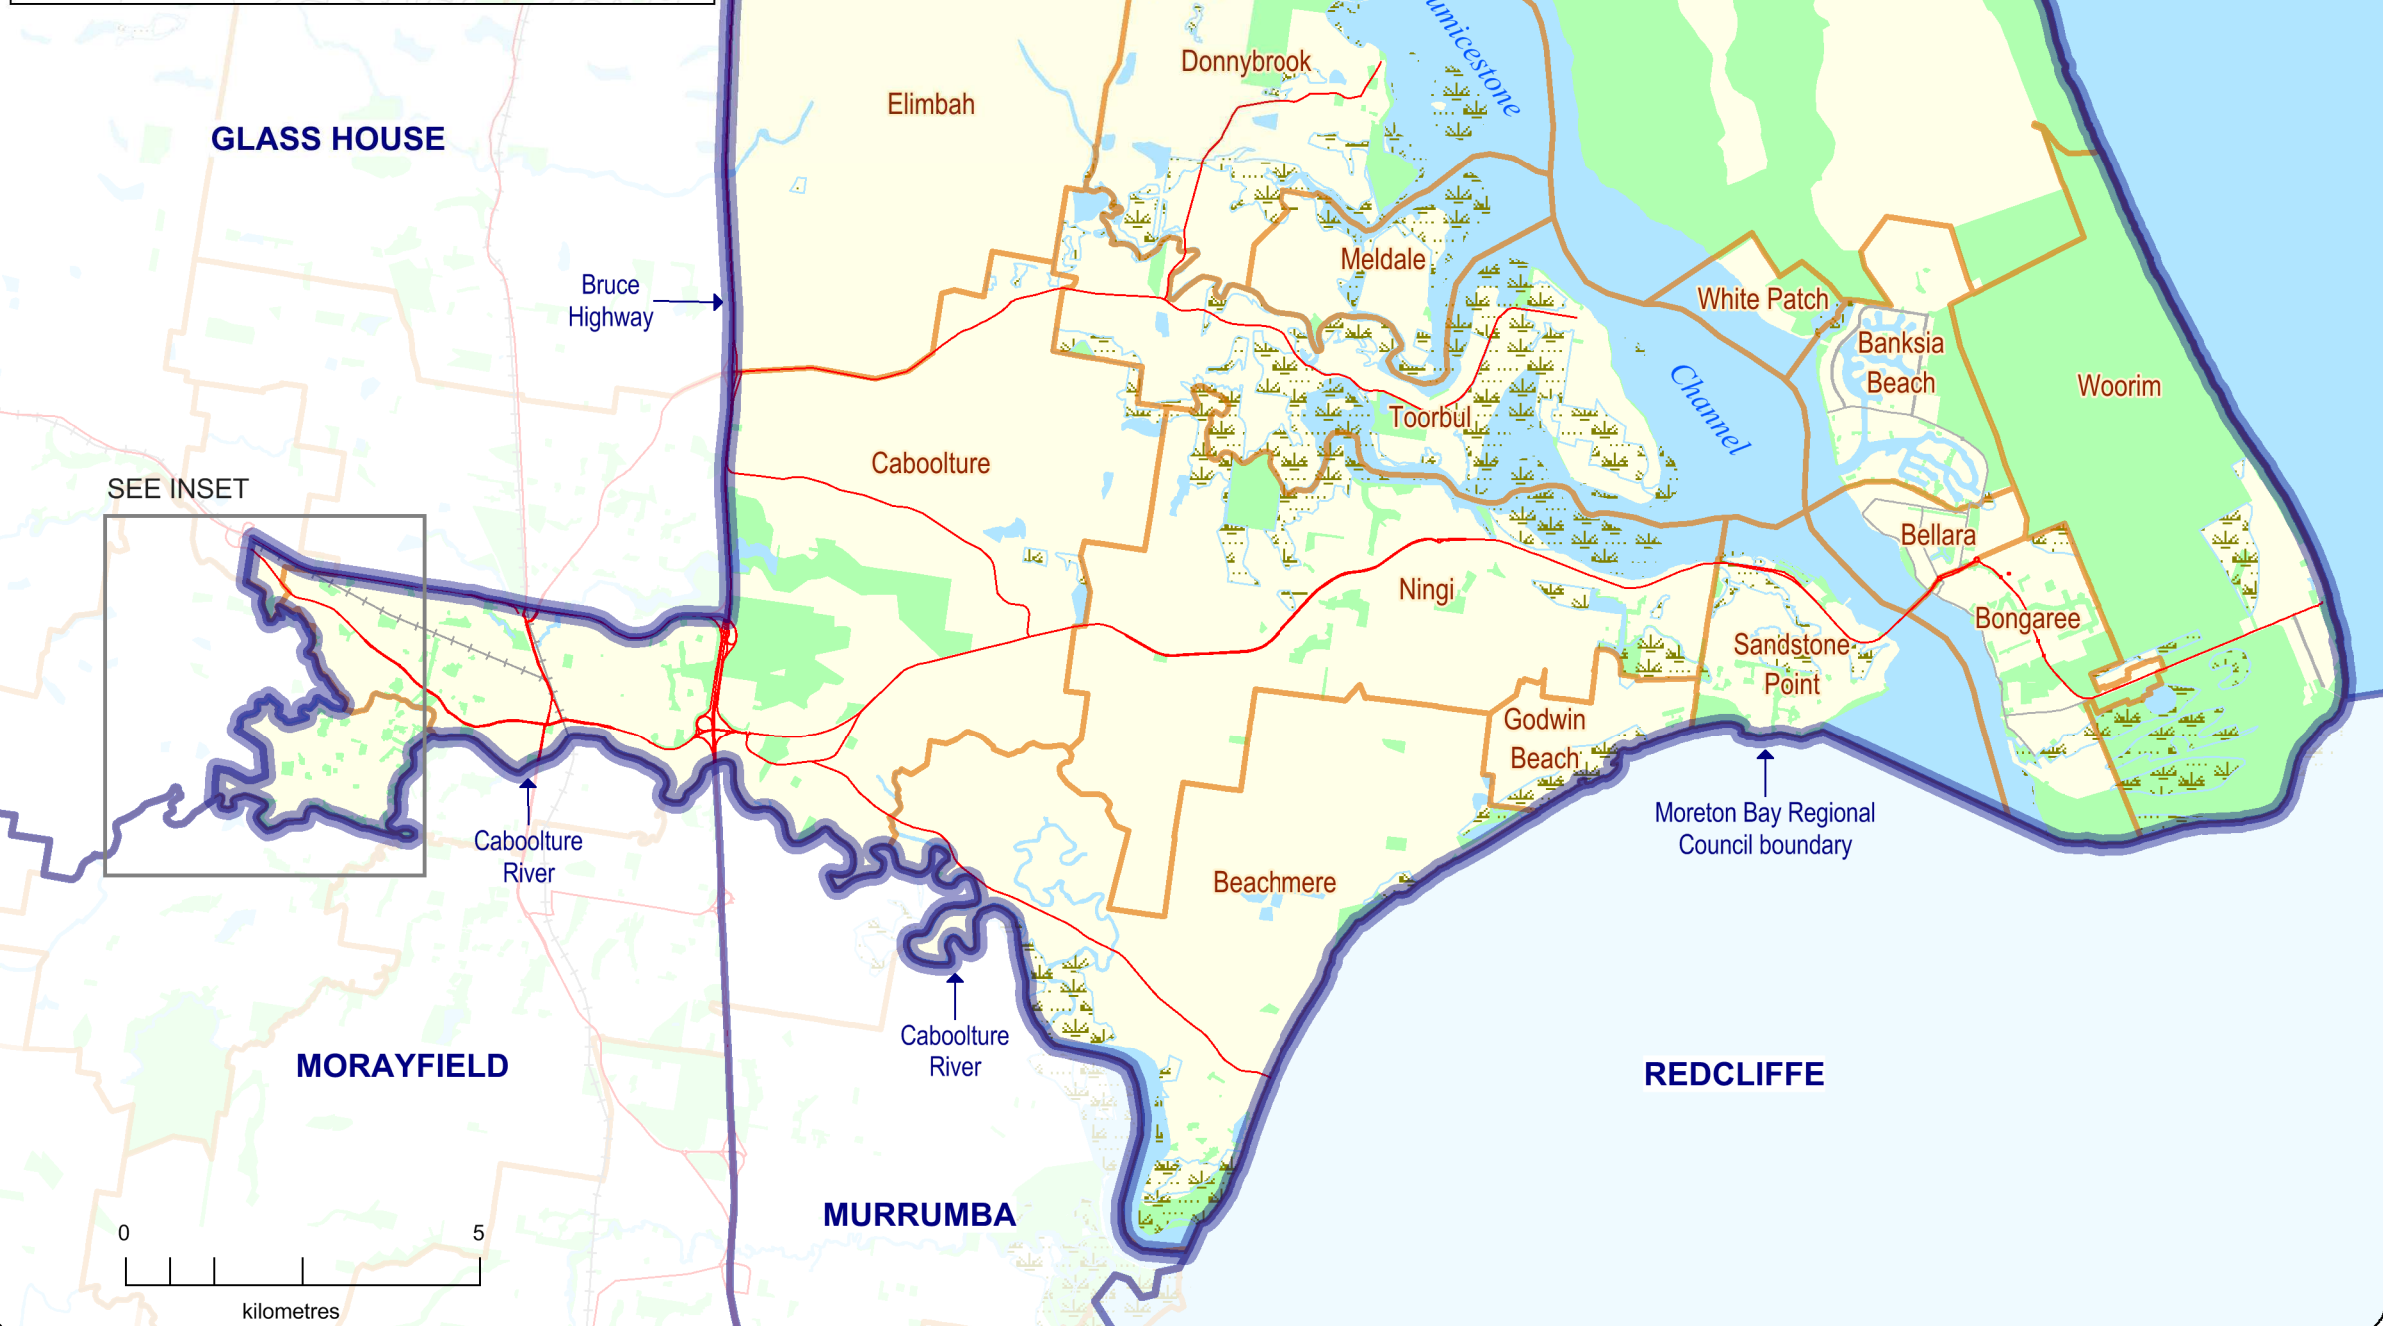 Donnybrook
umicestone
Elimbah
GLASS HOUSE
Meldale
Bruce
Highway
White Patch
Banksia
Beach
Woorim
Channel
Toorbul
Caboolture
SEE INSET
Bellara
Ningi
Bongaree
Sandstone
Point
Godwin
Beach
Moreton Bay Regional
Council boundary
Caboolture
River
Beachmere
Caboolture
River
MORAYFIELD
REDCLIFFE
MURRUMBA
0 5
kilometres